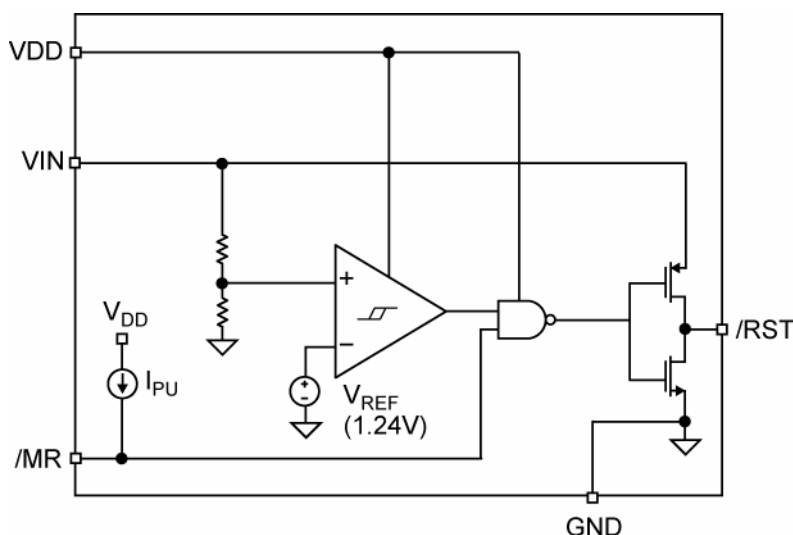 VDD
VIN
V_DD
I_PU
+
−
+
-
V_REF
(1.24V)
/RST
/MR
GND